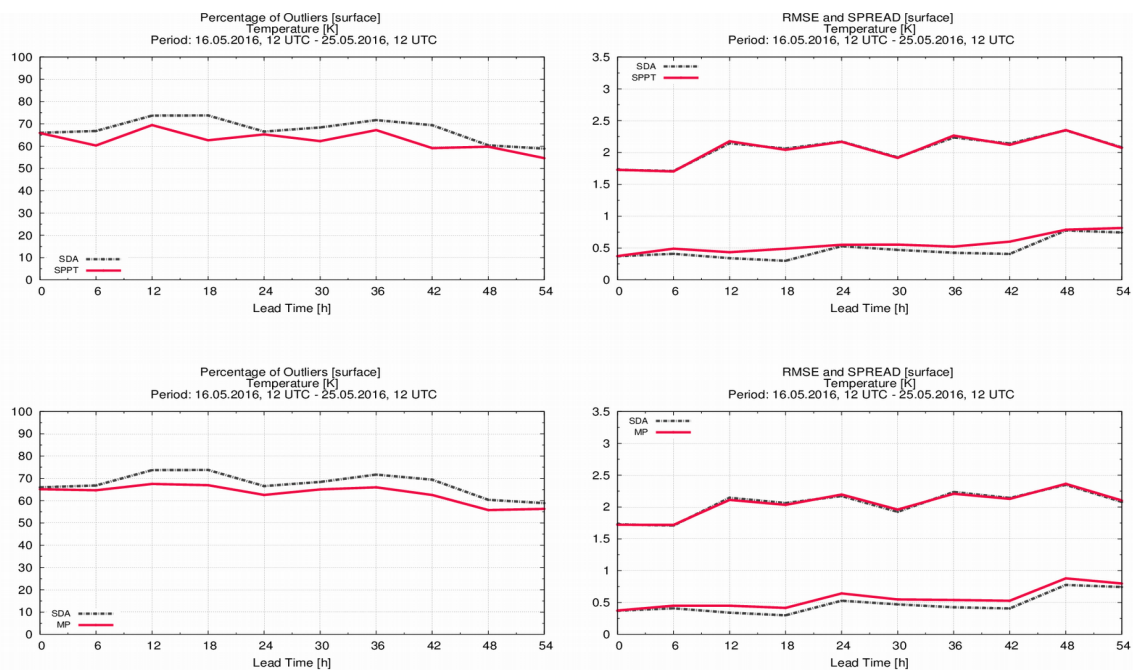 Percentage of Outliers [surface]
Temperature [K]
Period: 16.05.2016, 12 UTC - 25.05.2016, 12 UTC
100
90
80
70
60
50
40
30
20
10
0
SDA
SPPT
0 6 12 18 24 30 36 42 48 54
Lead Time [h]
RMSE and SPREAD [surface]
Temperature [K]
Period: 16.05.2016, 12 UTC - 25.05.2016, 12 UTC
3.5
SDA
SPPT
3
2.5
2
1.5
1
0.5
0
0 6 12 18 24 30 36 42 48 54
Lead Time [h]
Percentage of Outliers [surface]
Temperature [K]
Period: 16.05.2016, 12 UTC - 25.05.2016, 12 UTC
100
90
80
70
60
50
40
30
20
10
0
SDA
MP
0 6 12 18 24 30 36 42 48 54
Lead Time [h]
RMSE and SPREAD [surface]
Temperature [K]
Period: 16.05.2016, 12 UTC - 25.05.2016, 12 UTC
3.5
SDA
MP
3
2.5
2
1.5
1
0.5
0
0 6 12 18 24 30 36 42 48 54
Lead Time [h]